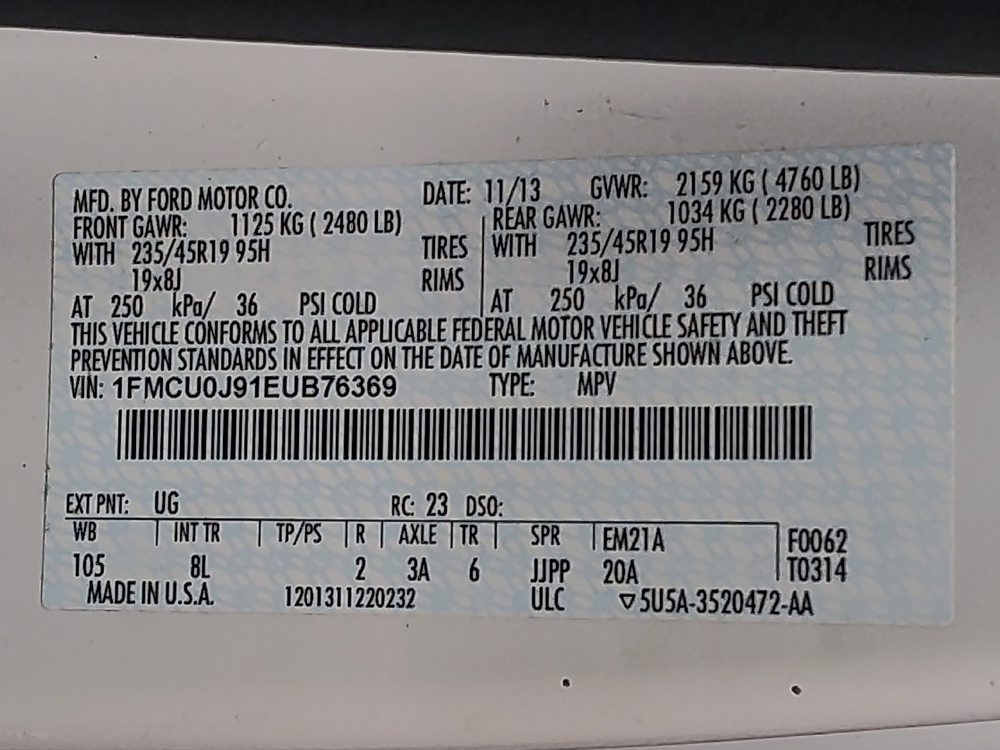 MFD. BY FORD MOTOR CO. DATE: 11/13 GVWR: 2159 KG ( 4760 LB)
FRONT GAWR: 1125 KG ( 2480 LB) REAR GAWR: 1034 KG ( 2280 LB)
WITH 235/45R19 95H TIRES WITH 235/45R19 95H TIRES
19x8J RIMS 19x8J RIMS
AT 250 kPa/ 36 PSI COLD AT 250 kPa/ 36 PSI COLD
THIS VEHICLE CONFORMS TO ALL APPLICABLE FEDERAL MOTOR VEHICLE SAFETY AND THEFT
PREVENTION STANDARDS IN EFFECT ON THE DATE OF MANUFACTURE SHOWN ABOVE.
VIN: 1FMCU0J91EUB76369 TYPE: MPV
EXT PNT: UG RC: 23 DSO:
WB INT TR TP/PS R AXLE TR SPR EM21A F0062
105 8L 2 3A 6 JJPP 20A T0314
MADE IN U.S.A. 1201311220232 ULC ▽5U5A-3520472-AA